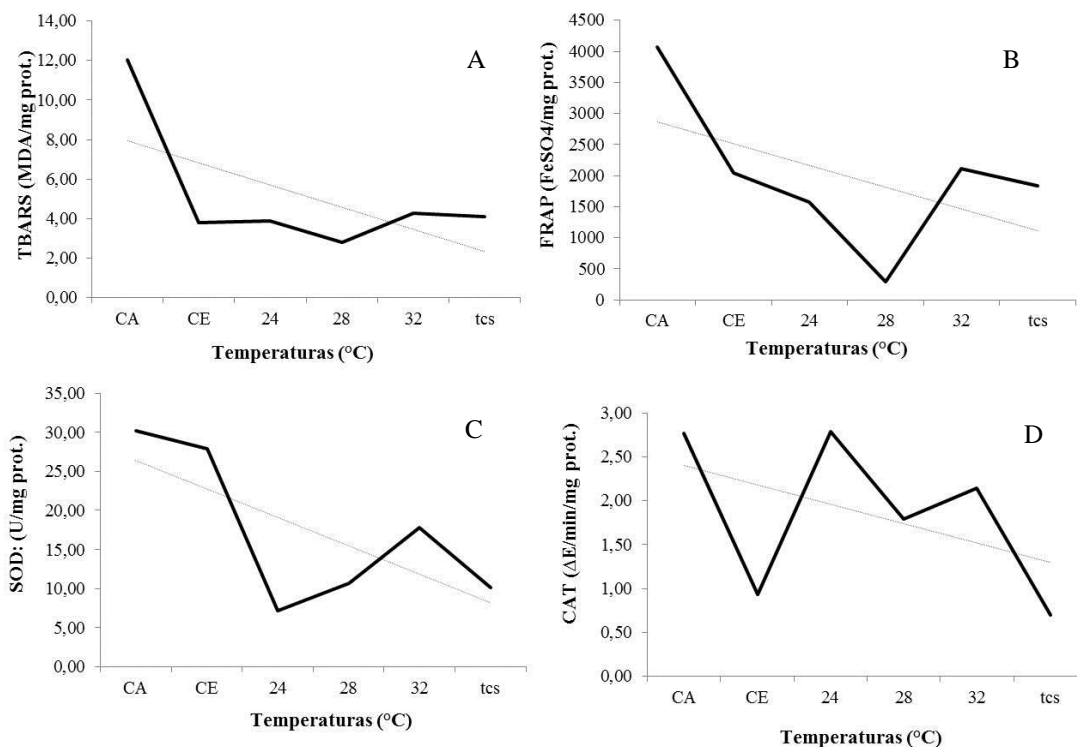 A
TBARS (MDA/mg prot.)
14,00
12,00
10,00
8,00
6,00
4,00
2,00
0,00
CA CE 24 28 32 tcs
Temperaturas (°C)
B
FRAP (FeSO4/mg prot.)
4500
4000
3500
3000
2500
2000
1500
1000
500
0
CA CE 24 28 32 tcs
Temperaturas (°C)
C
SOD: (U/mg prot.)
35,00
30,00
25,00
20,00
15,00
10,00
5,00
0,00
CA CE 24 28 32 tcs
Temperaturas (°C)
D
CAT (ΔE/min/mg prot.)
3,00
2,50
2,00
1,50
1,00
0,50
0,00
CA CE 24 28 32 tcs
Temperaturas (°C)